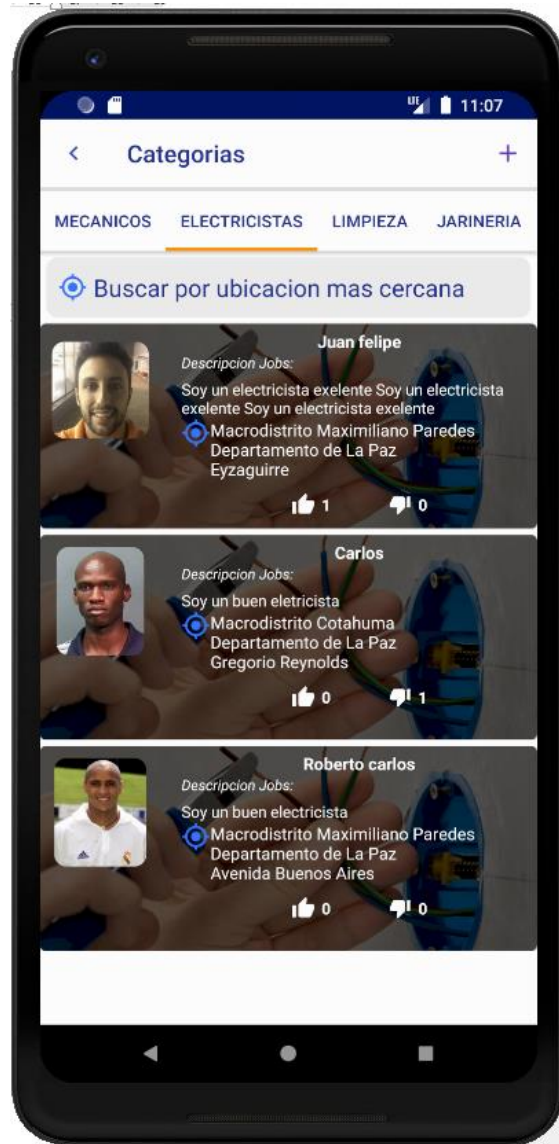 LTE 11:07
Categorias
MECANICOS ELECTRICISTAS LIMPIEZA JARINERIA
Buscar por ubicacion mas cercana
Juan felipe
Descripcion Jobs:
Soy un electricista exelente Soy un electricista
exelente Soy un electricista exelente
Macrodistrito Maximiliano Paredes
Departamento de La Paz
Eyzaguirre
1 0
Carlos
Descripcion Jobs:
Soy un buen eletricista
Macrodistrito Cotahuma
Departamento de La Paz
Gregorio Reynolds
0 1
Roberto carlos
Descripcion Jobs:
Soy un buen electricista
Macrodistrito Maximiliano Paredes
Departamento de La Paz
Avenida Buenos Aires
0 0